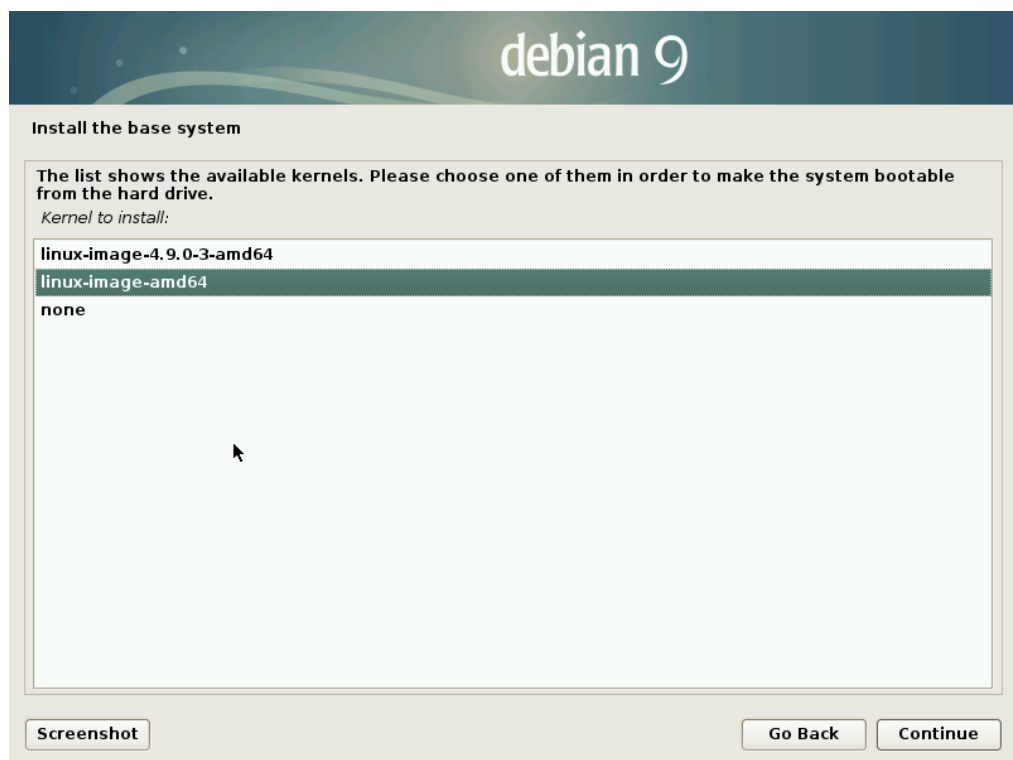 debian 9
Install the base system
The list shows the available kernels. Please choose one of them in order to make the system bootable
from the hard drive.
Kernel to install:
linux-image-4.9.0-3-amd64
linux-image-amd64
none
Screenshot
Go Back
Continue